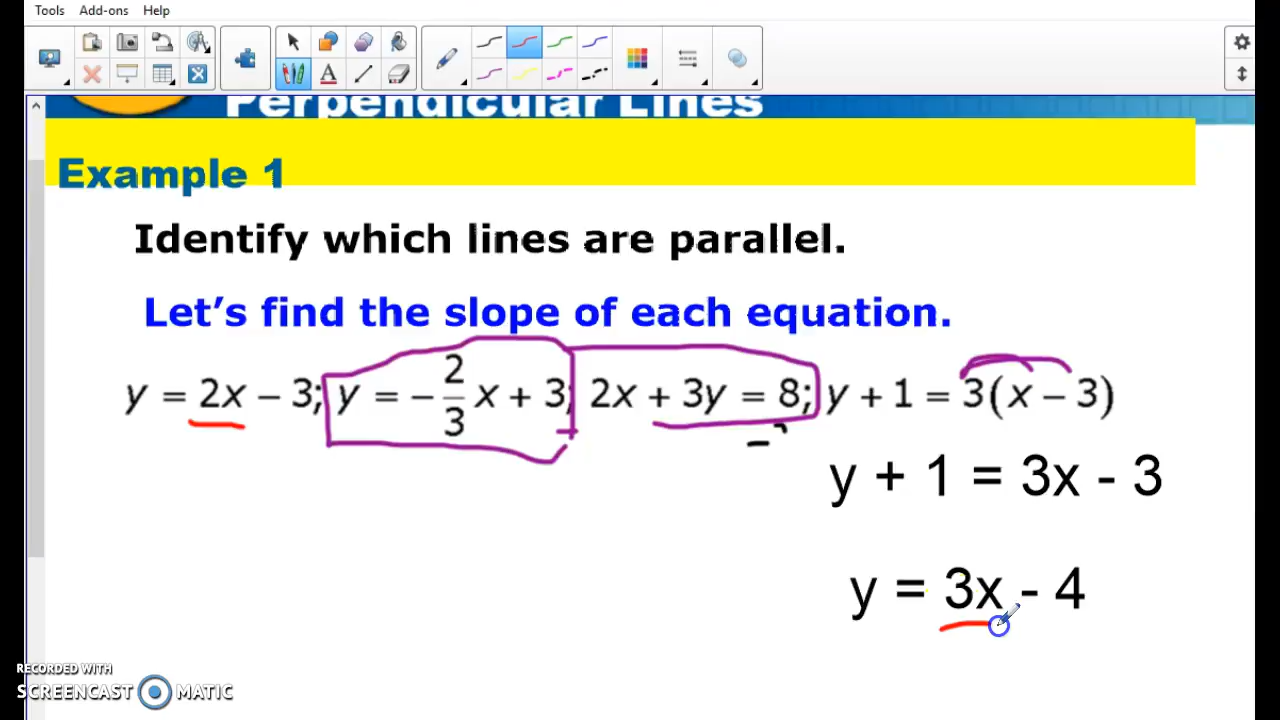 Tools Add-ons Help
Perpendicular Lines
Example 1
Identify which lines are parallel.
Let's find the slope of each equation.
y = 2x − 3; y = −2/3 x + 3; 2x + 3y = 8; y + 1 = 3(x − 3)
y + 1 = 3x - 3
y = 3x - 4
RECORDED WITH
SCREENCAST MATIC